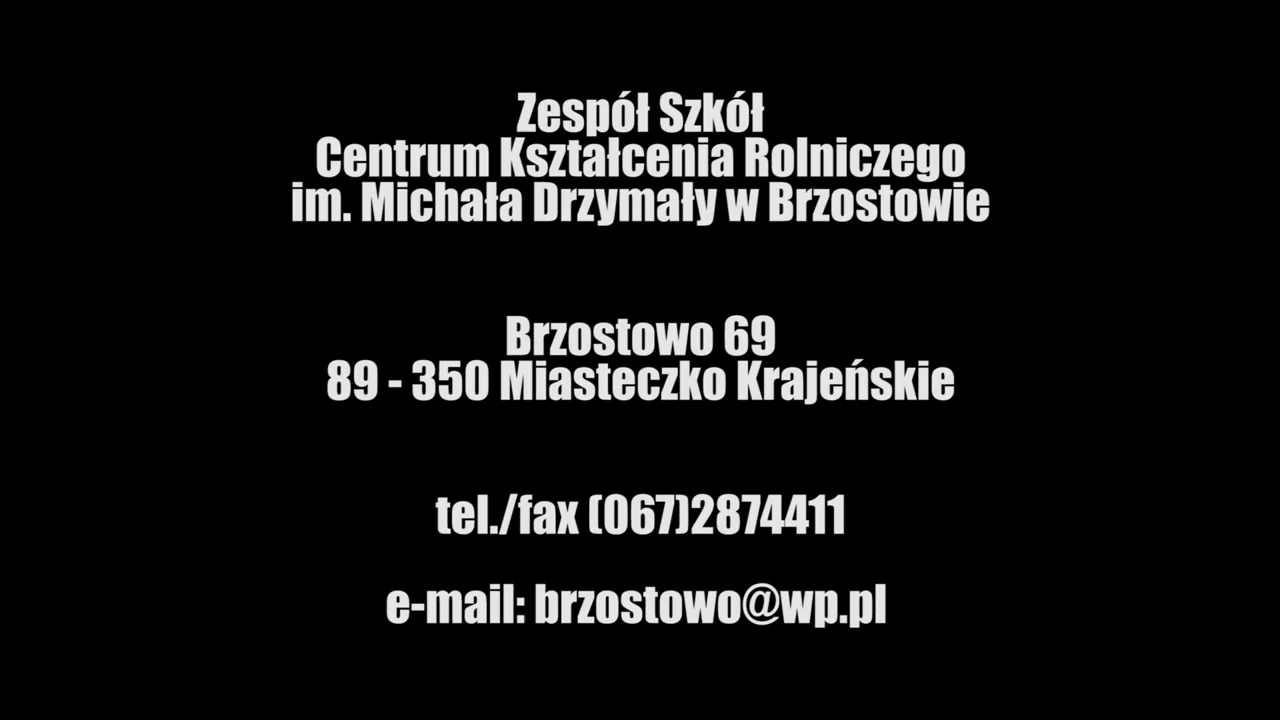 Zespół Szkół
Centrum Kształcenia Rolniczego
im. Michała Drzymały w Brzostowie
Brzostowo 69
89 - 350 Miasteczko Krajeńskie
tel./fax (067)2874411
e-mail: brzostowo@wp.pl